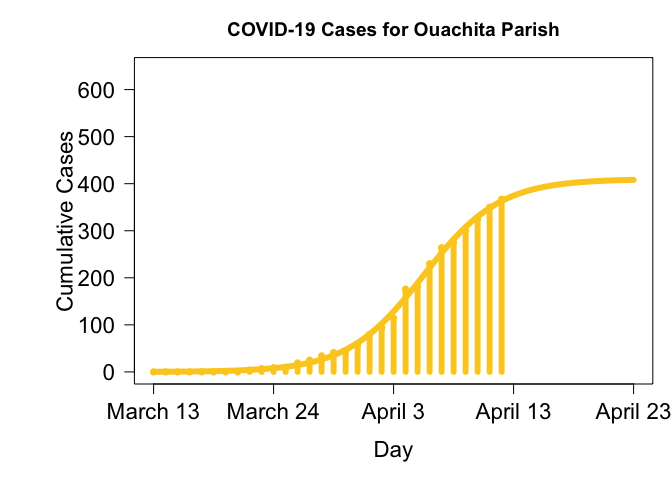 COVID-19 Cases for Ouachita Parish
Cumulative Cases
600
500
400
300
200
100
0
March 13 March 24 April 3 April 13 April 23
Day